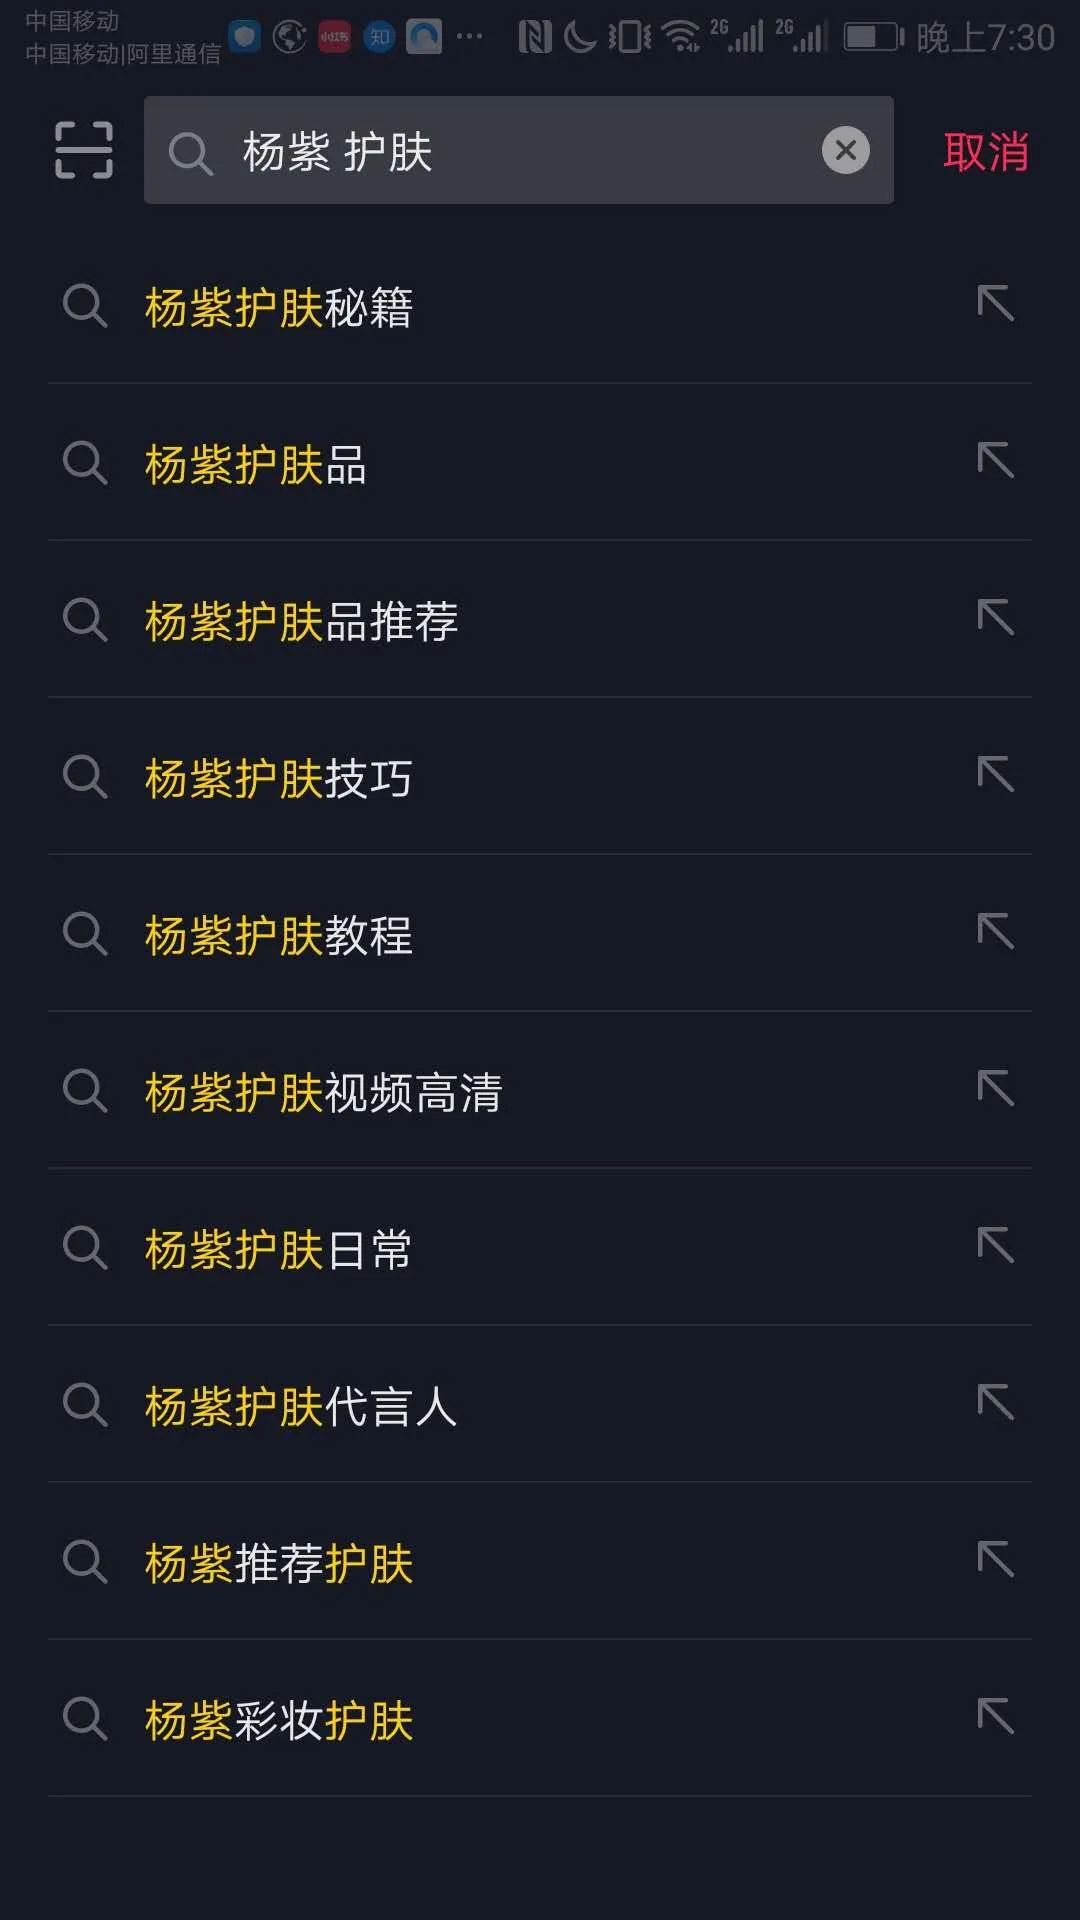 中国移动
中国移动|阿里通信 小红书 知 2G 2G 晚上7:30
杨紫 护肤 取消
杨紫护肤秘籍
杨紫护肤品
杨紫护肤品推荐
杨紫护肤技巧
杨紫护肤教程
杨紫护肤视频高清
杨紫护肤日常
杨紫护肤代言人
杨紫推荐护肤
杨紫彩妆护肤